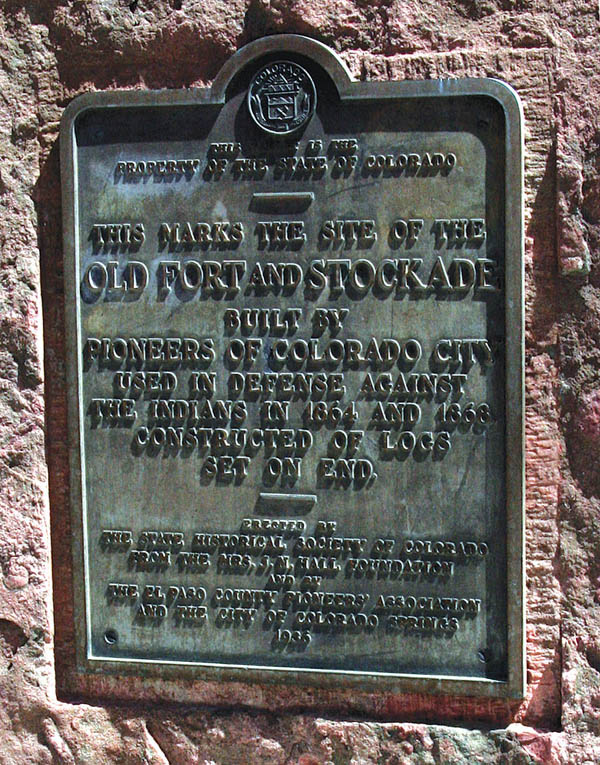 COLORADO
THIS IS THE
PROPERTY OF THE STATE OF COLORADO
THIS MARKS THE SITE OF THE
OLD FORT AND STOCKADE
BUILT BY
PIONEERS OF COLORADO CITY
USED IN DEFENSE AGAINST
THE INDIANS IN 1864 AND 1868
CONSTRUCTED OF LOGS
SET ON END.
ERECTED BY
THE STATE HISTORICAL SOCIETY OF COLORADO
FROM THE MRS. J. N. HALL FOUNDATION
AND BY
THE EL PASO COUNTY PIONEERS' ASSOCIATION
AND THE CITY OF COLORADO SPRINGS